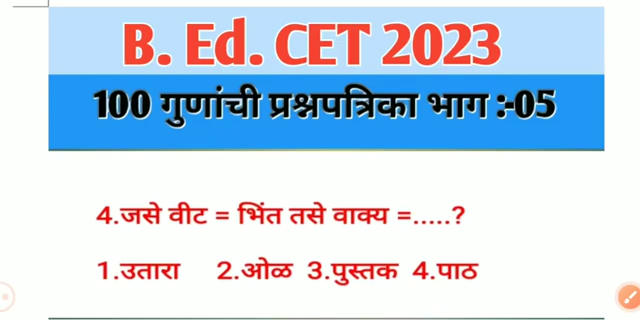 B. Ed. CET 2023
100 गुणांची प्रश्नपत्रिका भाग :-05
4.जसे वीट = भिंत तसे वाक्य =.....?
1.उतारा 2.ओळ 3.पुस्तक 4.पाठ